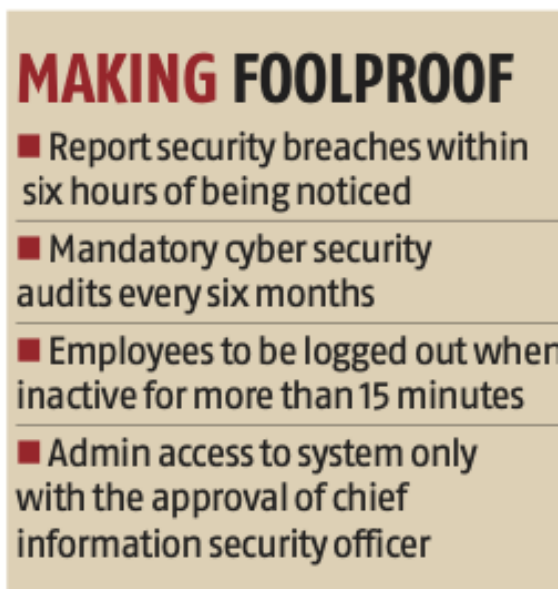 MAKING FOOLPROOF
■ Report security breaches within
six hours of being noticed
■ Mandatory cyber security
audits every six months
■ Employees to be logged out when
inactive for more than 15 minutes
■ Admin access to system only
with the approval of chief
information security officer